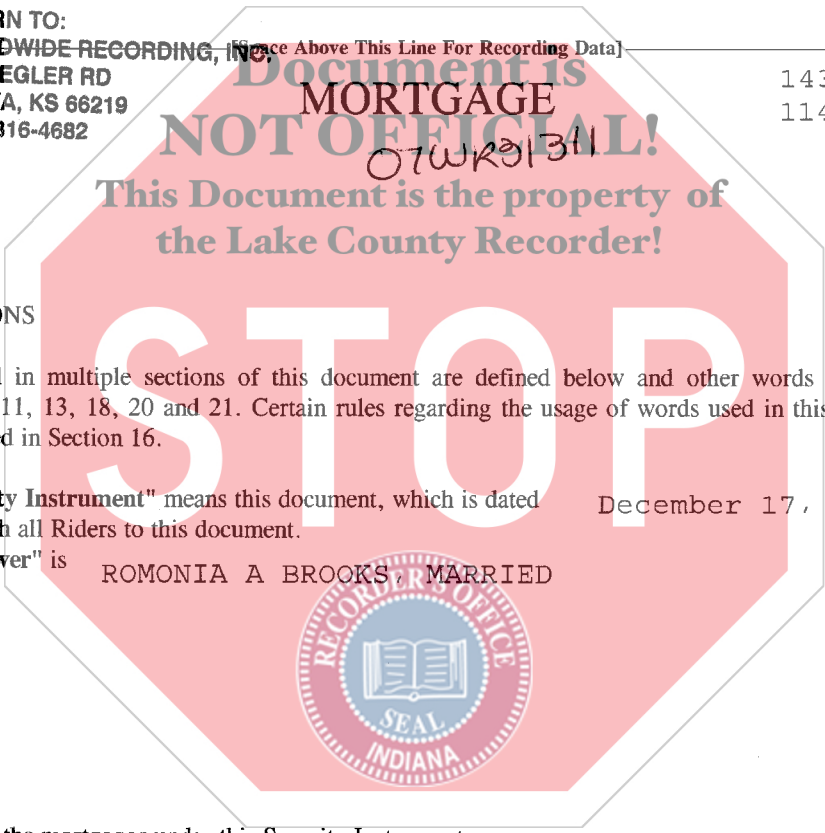 RN TO:
DWIDE RECORDING, INC.
[Space Above This Line For Recording Data]
EGLER RD
A, KS 66219
316-4682
Document is
MORTGAGE
143
114
NOT OFFICIAL!
07WR91311
This Document is the property of
the Lake County Recorder!
ONS
STOP
in multiple sections of this document are defined below and other words
11, 13, 18, 20 and 21. Certain rules regarding the usage of words used in this
d in Section 16.
ty Instrument" means this document, which is dated December 17,
h all Riders to this document.
ver" is
ROMONIA A BROOKS, MARRIED
RECORDER'S OFFICE
SEAL
INDIANA